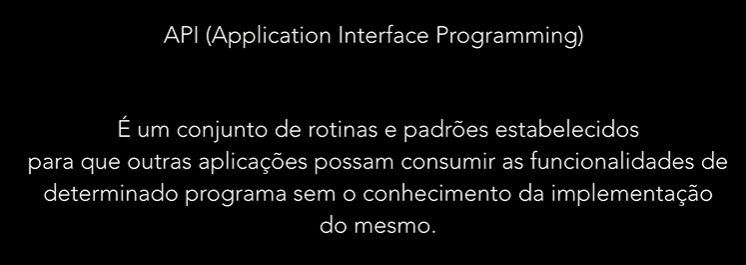 API (Application Interface Programming)
É um conjunto de rotinas e padrões estabelecidos
para que outras aplicações possam consumir as funcionalidades de
determinado programa sem o conhecimento da implementação
do mesmo.